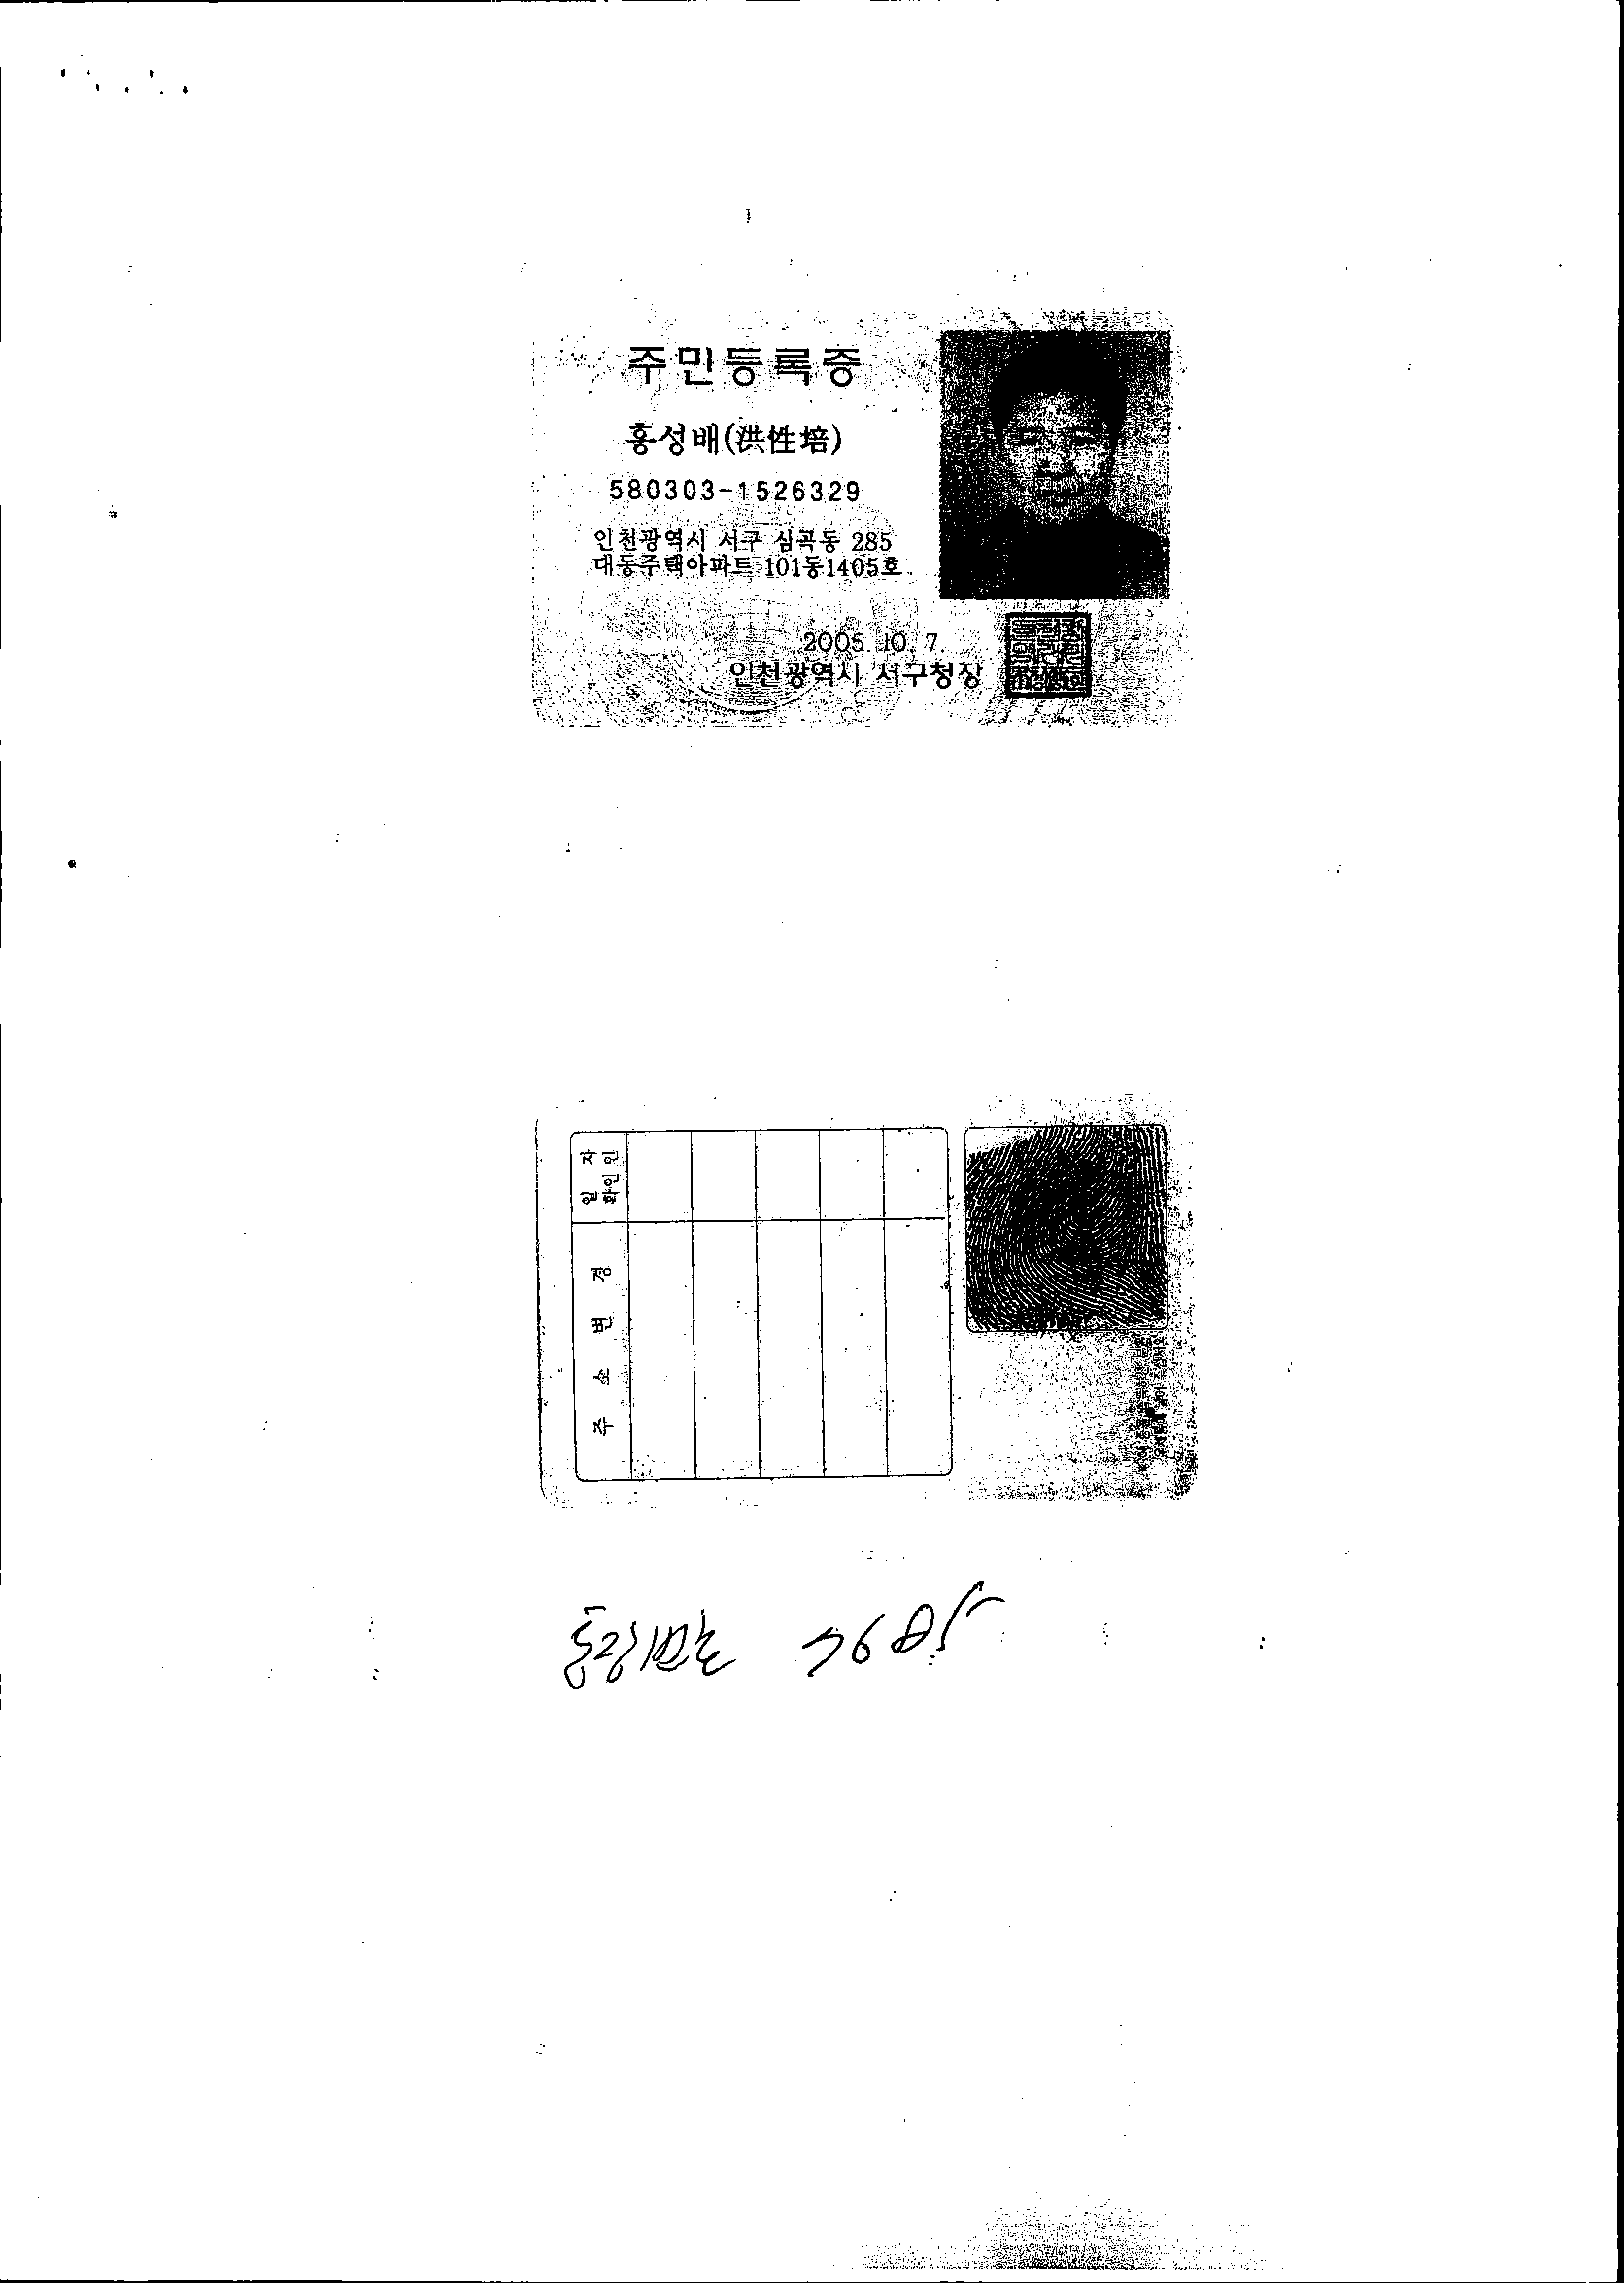 주민등록증
홍성배(洪性培)
580303-1526329
인천광역시 서구 심곡동 285
대동주택아파트 101동1405호
2005. 10. 7.
인천광역시 서구청장
일 자
확인인
주 소 변 경